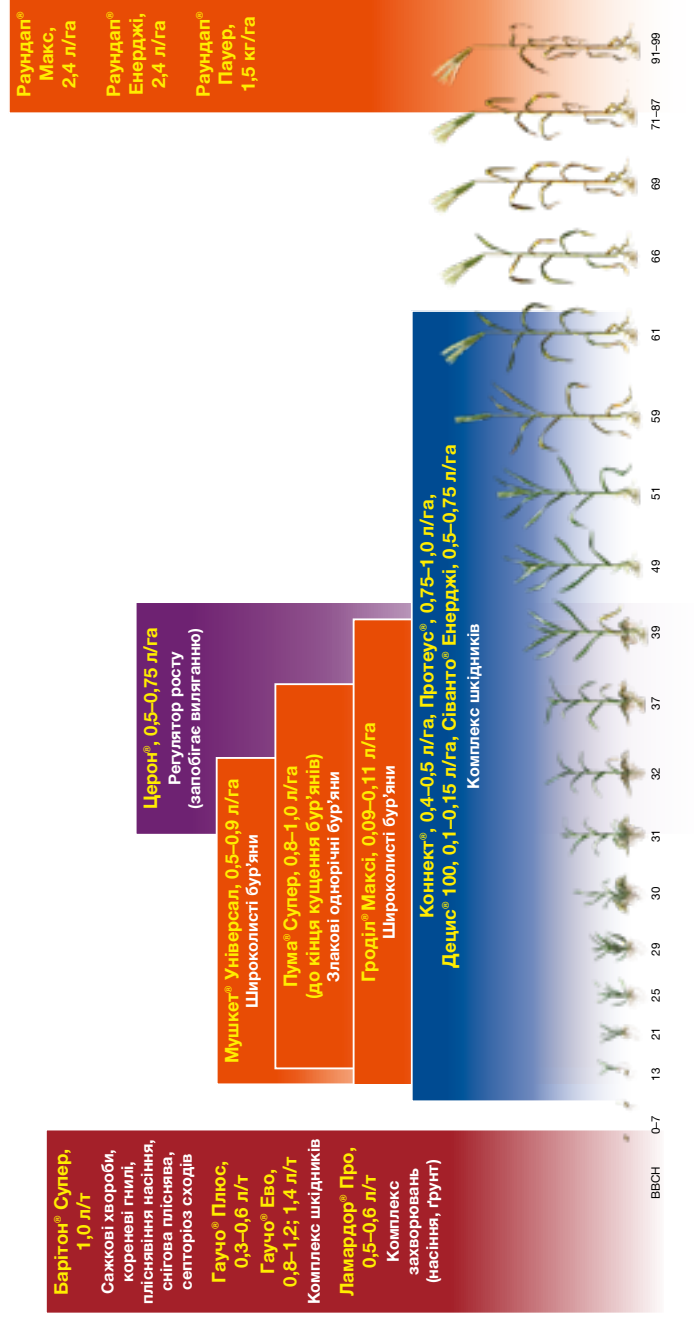 Барітон® Супер,
1,0 л/т
Сажкові хвороби,
кореневі гнилі,
пліснявіння насіння,
снігова пліснява,
септоріоз сходів
Гаучо® Плюс,
0,3–0,6 л/т
Гаучо® Ево,
0,8–1,2; 1,4 л/т
Комплекс шкідників
Ламардор® Про,
0,5–0,6 л/т
Комплекс
захворювань
(насіння, ґрунт)
Церон®, 0,5–0,75 л/га
Регулятор росту
(запобігає виляганню)
Мушкет® Універсал, 0,5–0,9 л/га
Широколисті бур’яни
Пума® Супер, 0,8–1,0 л/га
(до кінця кущення бур’янів)
Злакові однорічні бур’яни
Гроділ® Максі, 0,09–0,11 л/га
Широколисті бур’яни
Коннект®, 0,4–0,5 л/га, Протеус®, 0,75–1,0 л/га,
Децис® 100, 0,1–0,15 л/га, Сіванто® Енерджі, 0,5–0,75 л/га
Комплекс шкідників
Раундап®
Макс,
2,4 л/га
Раундап®
Енерджі,
2,4 л/га
Раундап®
Пауер,
1,5 кг/га
BBCH 0–7 13 21 25 29 30 31 32 37 39 49 51 59 61 66 69 71–87 91–99